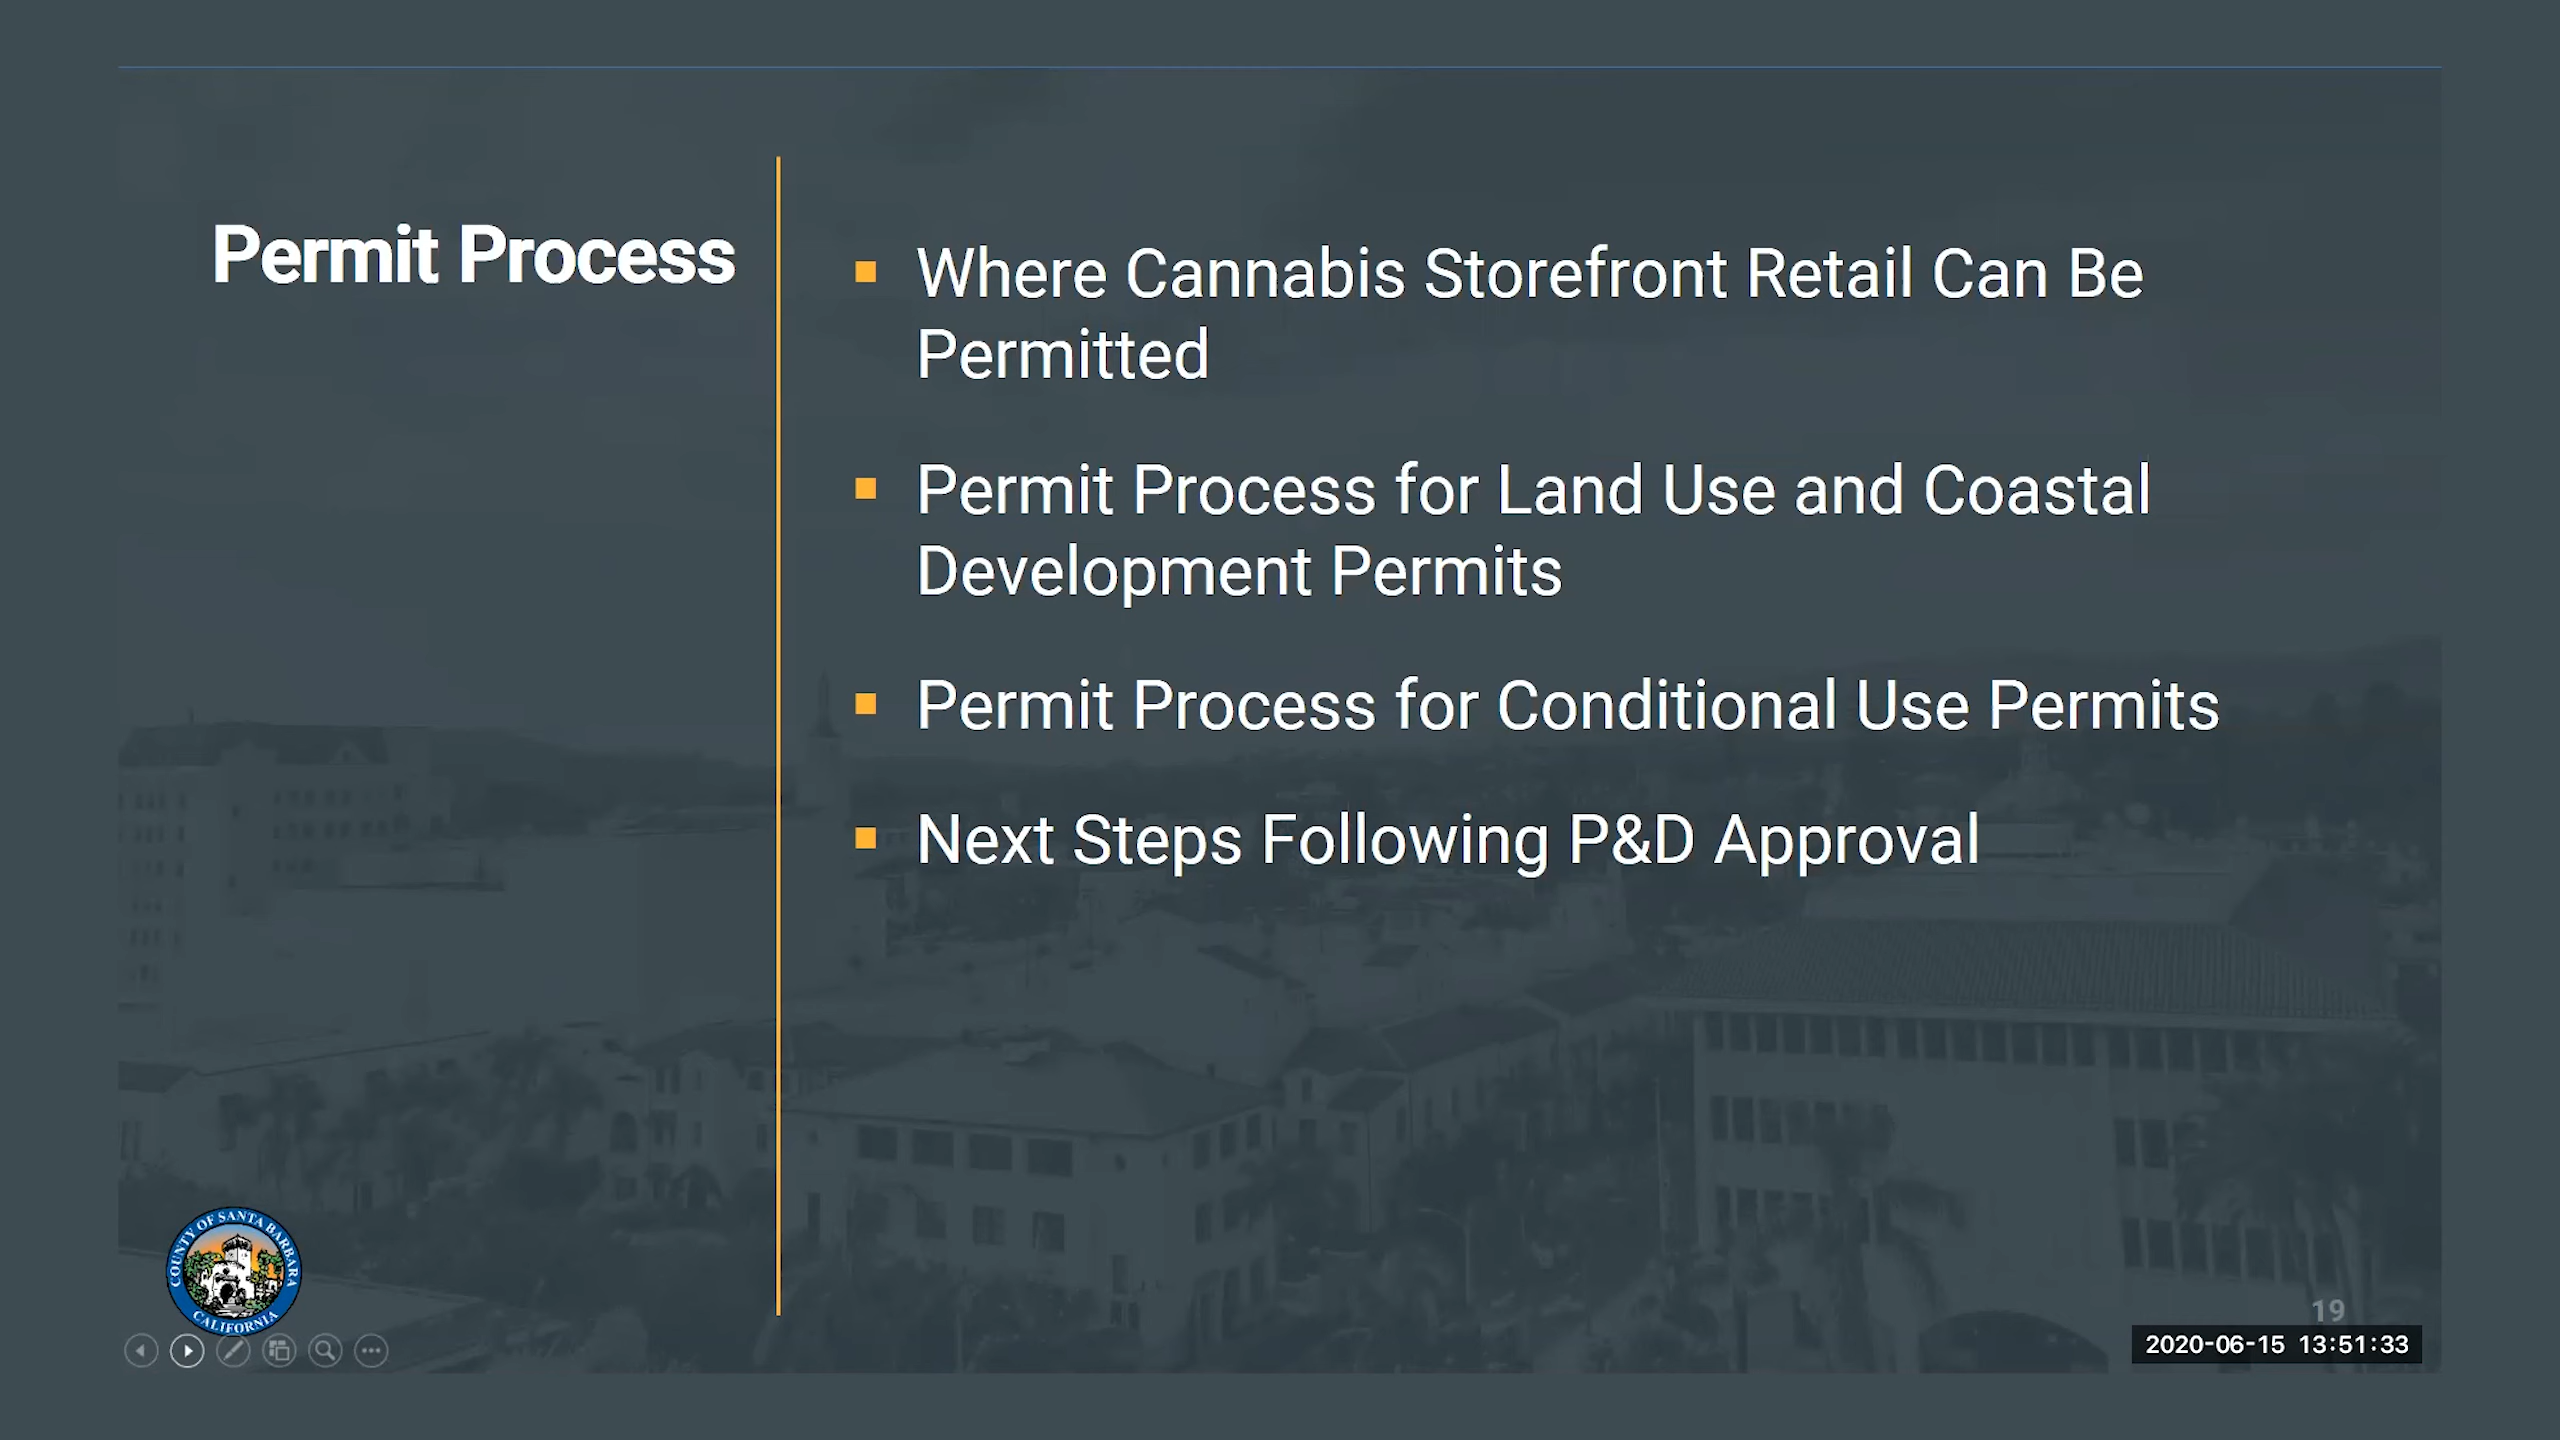 Permit Process
Where Cannabis Storefront Retail Can Be
Permitted
Permit Process for Land Use and Coastal
Development Permits
Permit Process for Conditional Use Permits
Next Steps Following P&D Approval
COUNTY OF SANTA BARBARA
CALIFORNIA
19
2020-06-15 13:51:33